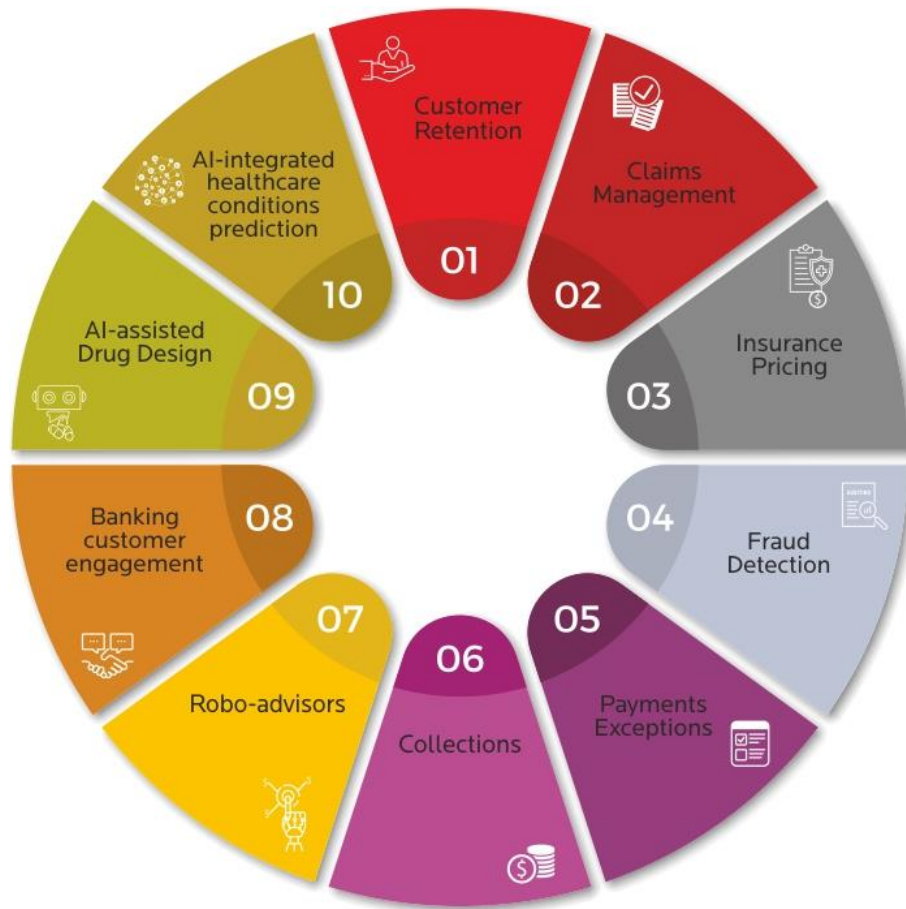 Customer
Retention
01
Claims
Management
02
Insurance
Pricing
03
04
Fraud
Detection
05
Payments
Exceptions
06
Collections
07
Robo-advisors
08
Banking
customer
engagement
09
AI-assisted
Drug Design
10
AI-integrated
healthcare
conditions
prediction